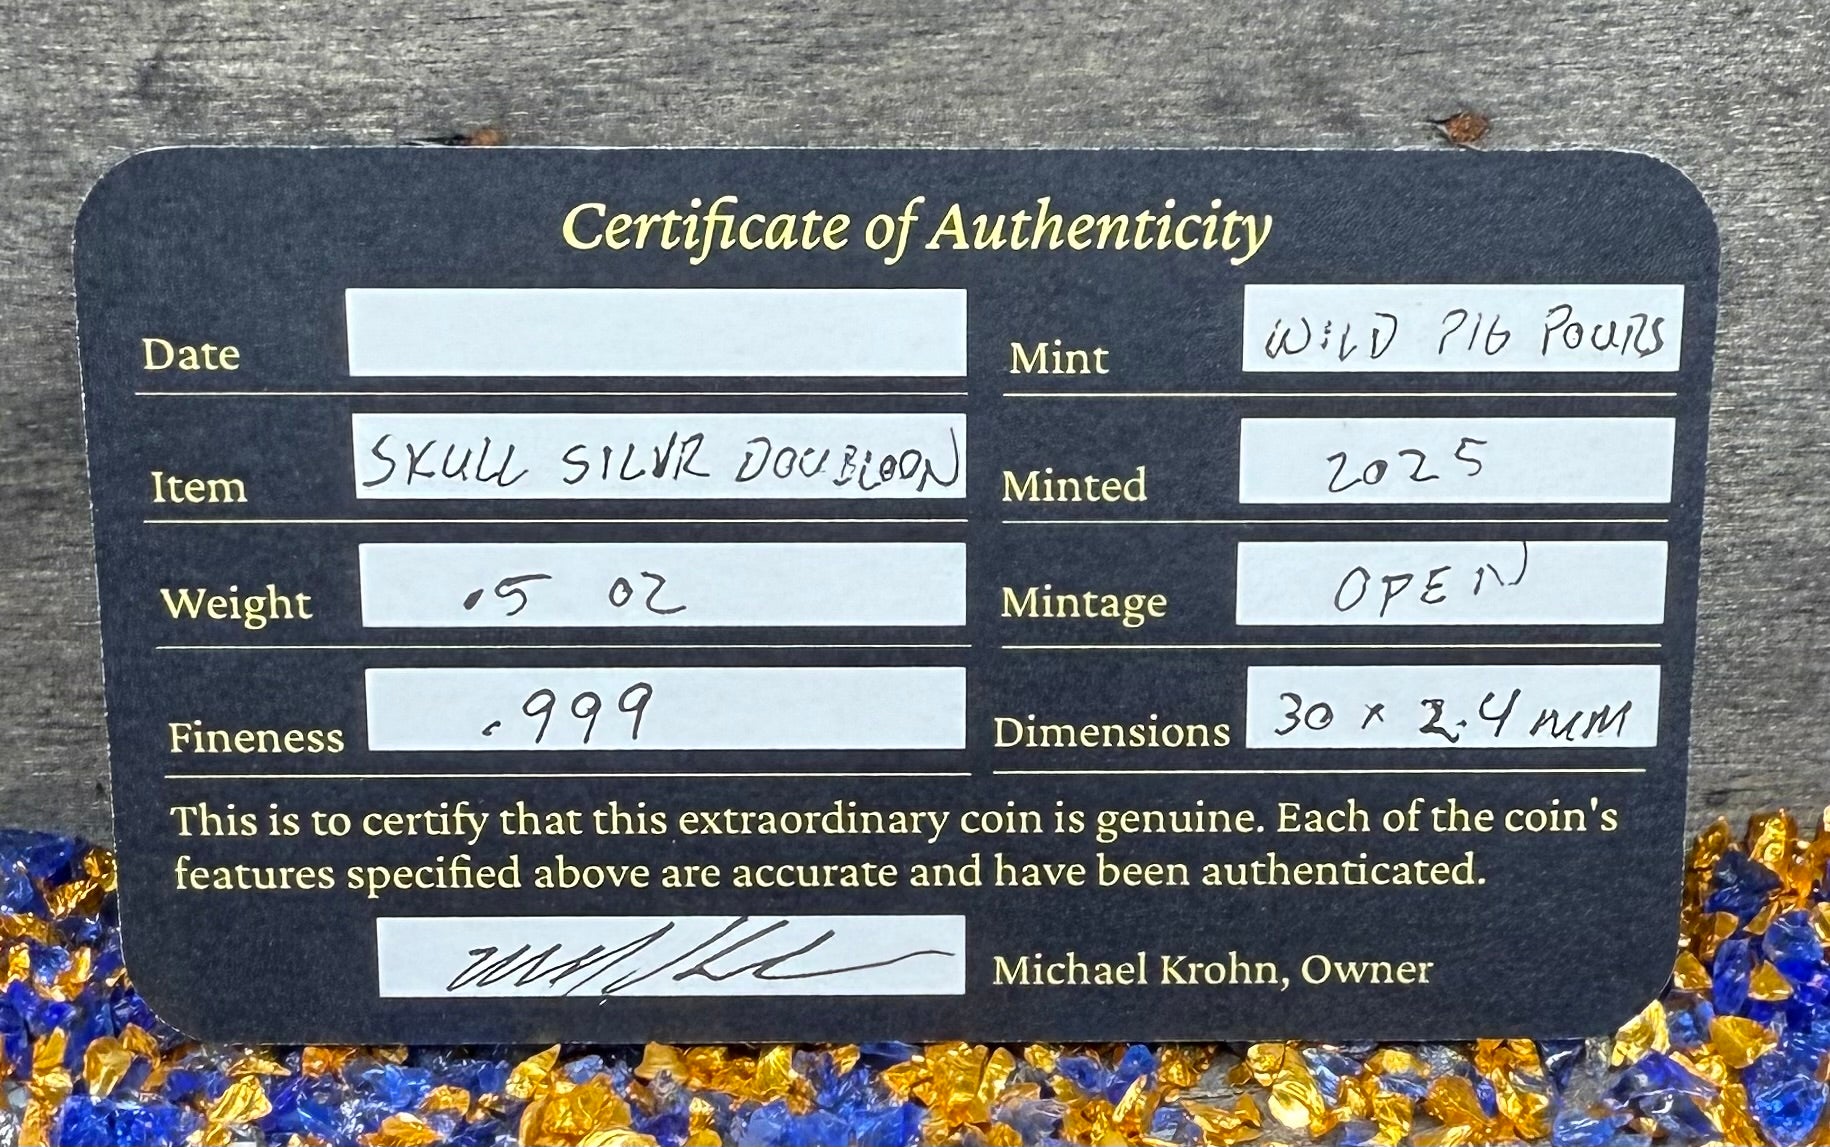 Certificate of Authenticity
Date
Mint WILD PIG POURS
Item SKULL SILVR DOUBLOON
Minted 2025
Weight .5 OZ
Mintage OPEN
Fineness .999
Dimensions 30 x 2.4 mm
This is to certify that this extraordinary coin is genuine. Each of the coin's
features specified above are accurate and have been authenticated.
Michael Krohn, Owner